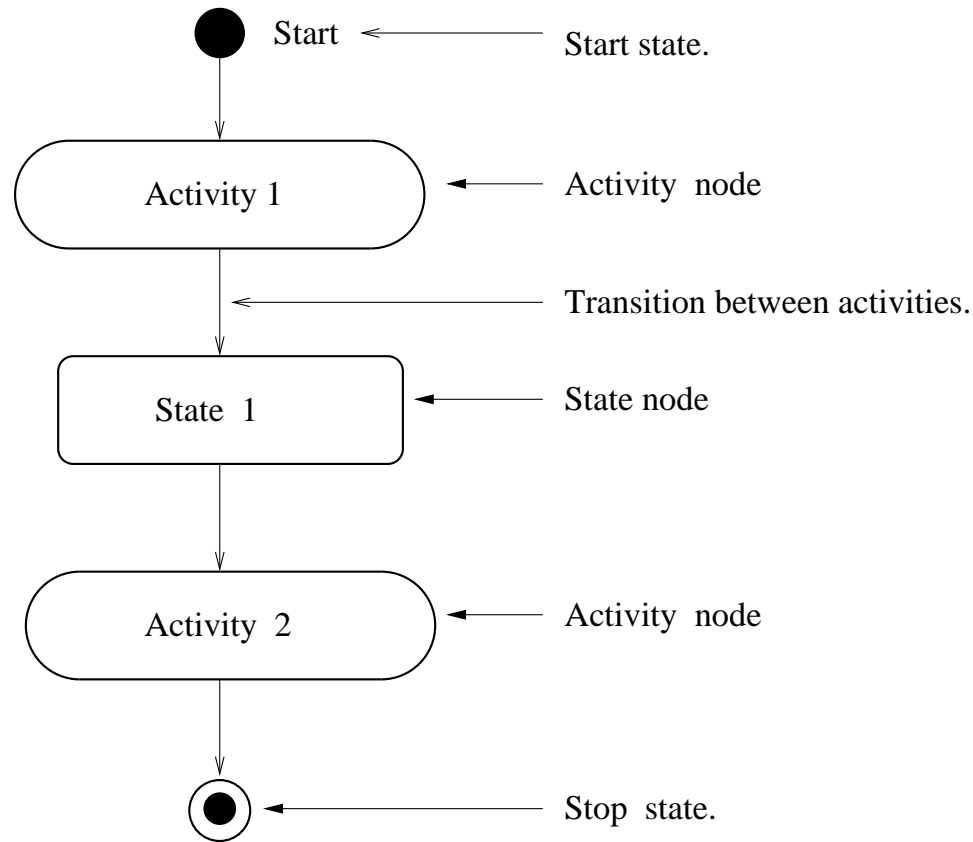 Start
Start state.
Activity 1
Activity node
Transition between activities.
State 1
State node
Activity 2
Activity node
Stop state.